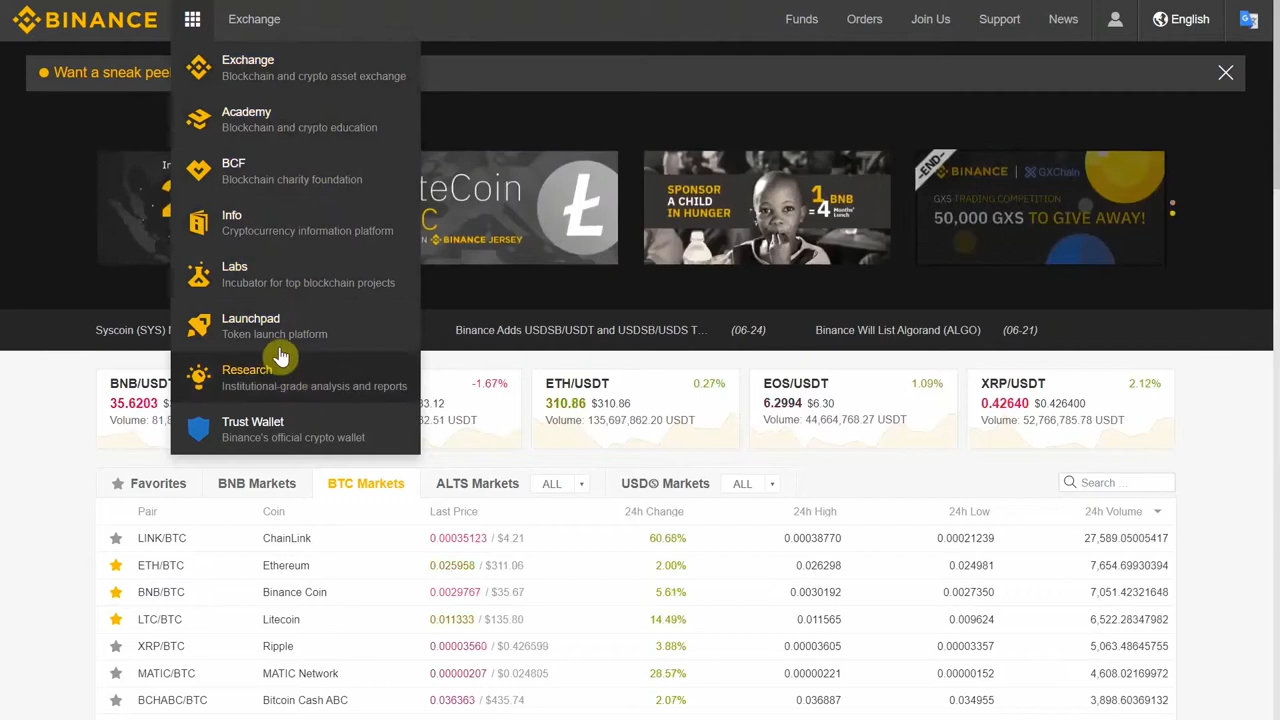 BINANCE
Exchange
Funds
Orders
Join Us
Support
News
English
Want a sneak peek
Exchange
Blockchain and crypto asset exchange
Academy
Blockchain and crypto education
BCF
Blockchain charity foundation
Info
Cryptocurrency information platform
Labs
Incubator for top blockchain projects
Launchpad
Token launch platform
Research
Institutional-grade analysis and reports
Trust Wallet
Binance's official crypto wallet
BINANCE JERSEY
SPONSOR
A CHILD
IN HUNGER
1 BNB
=4 Months' Lunch
-END-
BINANCE | GXChain
GXS TRADING COMPETITION
50,000 GXS TO GIVE AWAY!
Syscoin (SYS)
Binance Adds USDSB/USDT and USDSB/USDS T... (06-24)
Binance Will List Algorand (ALGO) (06-21)
BNB/USDT
35.6203
Volume: 81,8
-1.67%
33.12
32.51 USDT
ETH/USDT 0.27%
310.86 $310.86
Volume: 135,697,862.20 USDT
EOS/USDT 1.09%
6.2994 $6.30
Volume: 44,664,768.27 USDT
XRP/USDT 2.12%
0.42640 $0.426400
Volume: 52,766,785.78 USDT
Favorites BNB Markets BTC Markets ALTS Markets ALL USDⓈ Markets ALL Search ...
Pair Coin Last Price 24h Change 24h High 24h Low 24h Volume
LINK/BTC ChainLink 0.00035123 / $4.21 60.68% 0.00038770 0.00021239 27,589.05005417
ETH/BTC Ethereum 0.025958 / $311.06 2.00% 0.026298 0.024981 7,654.69930394
BNB/BTC Binance Coin 0.0029767 / $35.67 5.61% 0.0030192 0.0027350 7,051.42321648
LTC/BTC Litecoin 0.011333 / $135.80 14.49% 0.011565 0.009624 6,522.28347982
XRP/BTC Ripple 0.00003560 / $0.426599 3.88% 0.00003605 0.00003357 5,063.48645755
MATIC/BTC MATIC Network 0.00000207 / $0.024805 28.57% 0.00000221 0.00000152 4,608.02169972
BCHABC/BTC Bitcoin Cash ABC 0.036363 / $435.74 2.07% 0.036887 0.034955 3,898.60369132